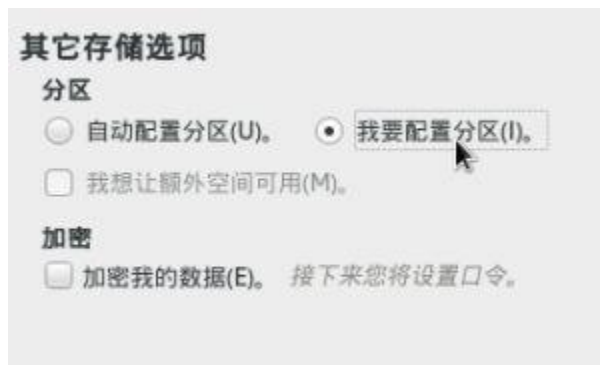 其它存储选项
分区
自动配置分区(U)。 我要配置分区(I)。
我想让额外空间可用(M)。
加密
加密我的数据(E)。 接下来您将设置口令。